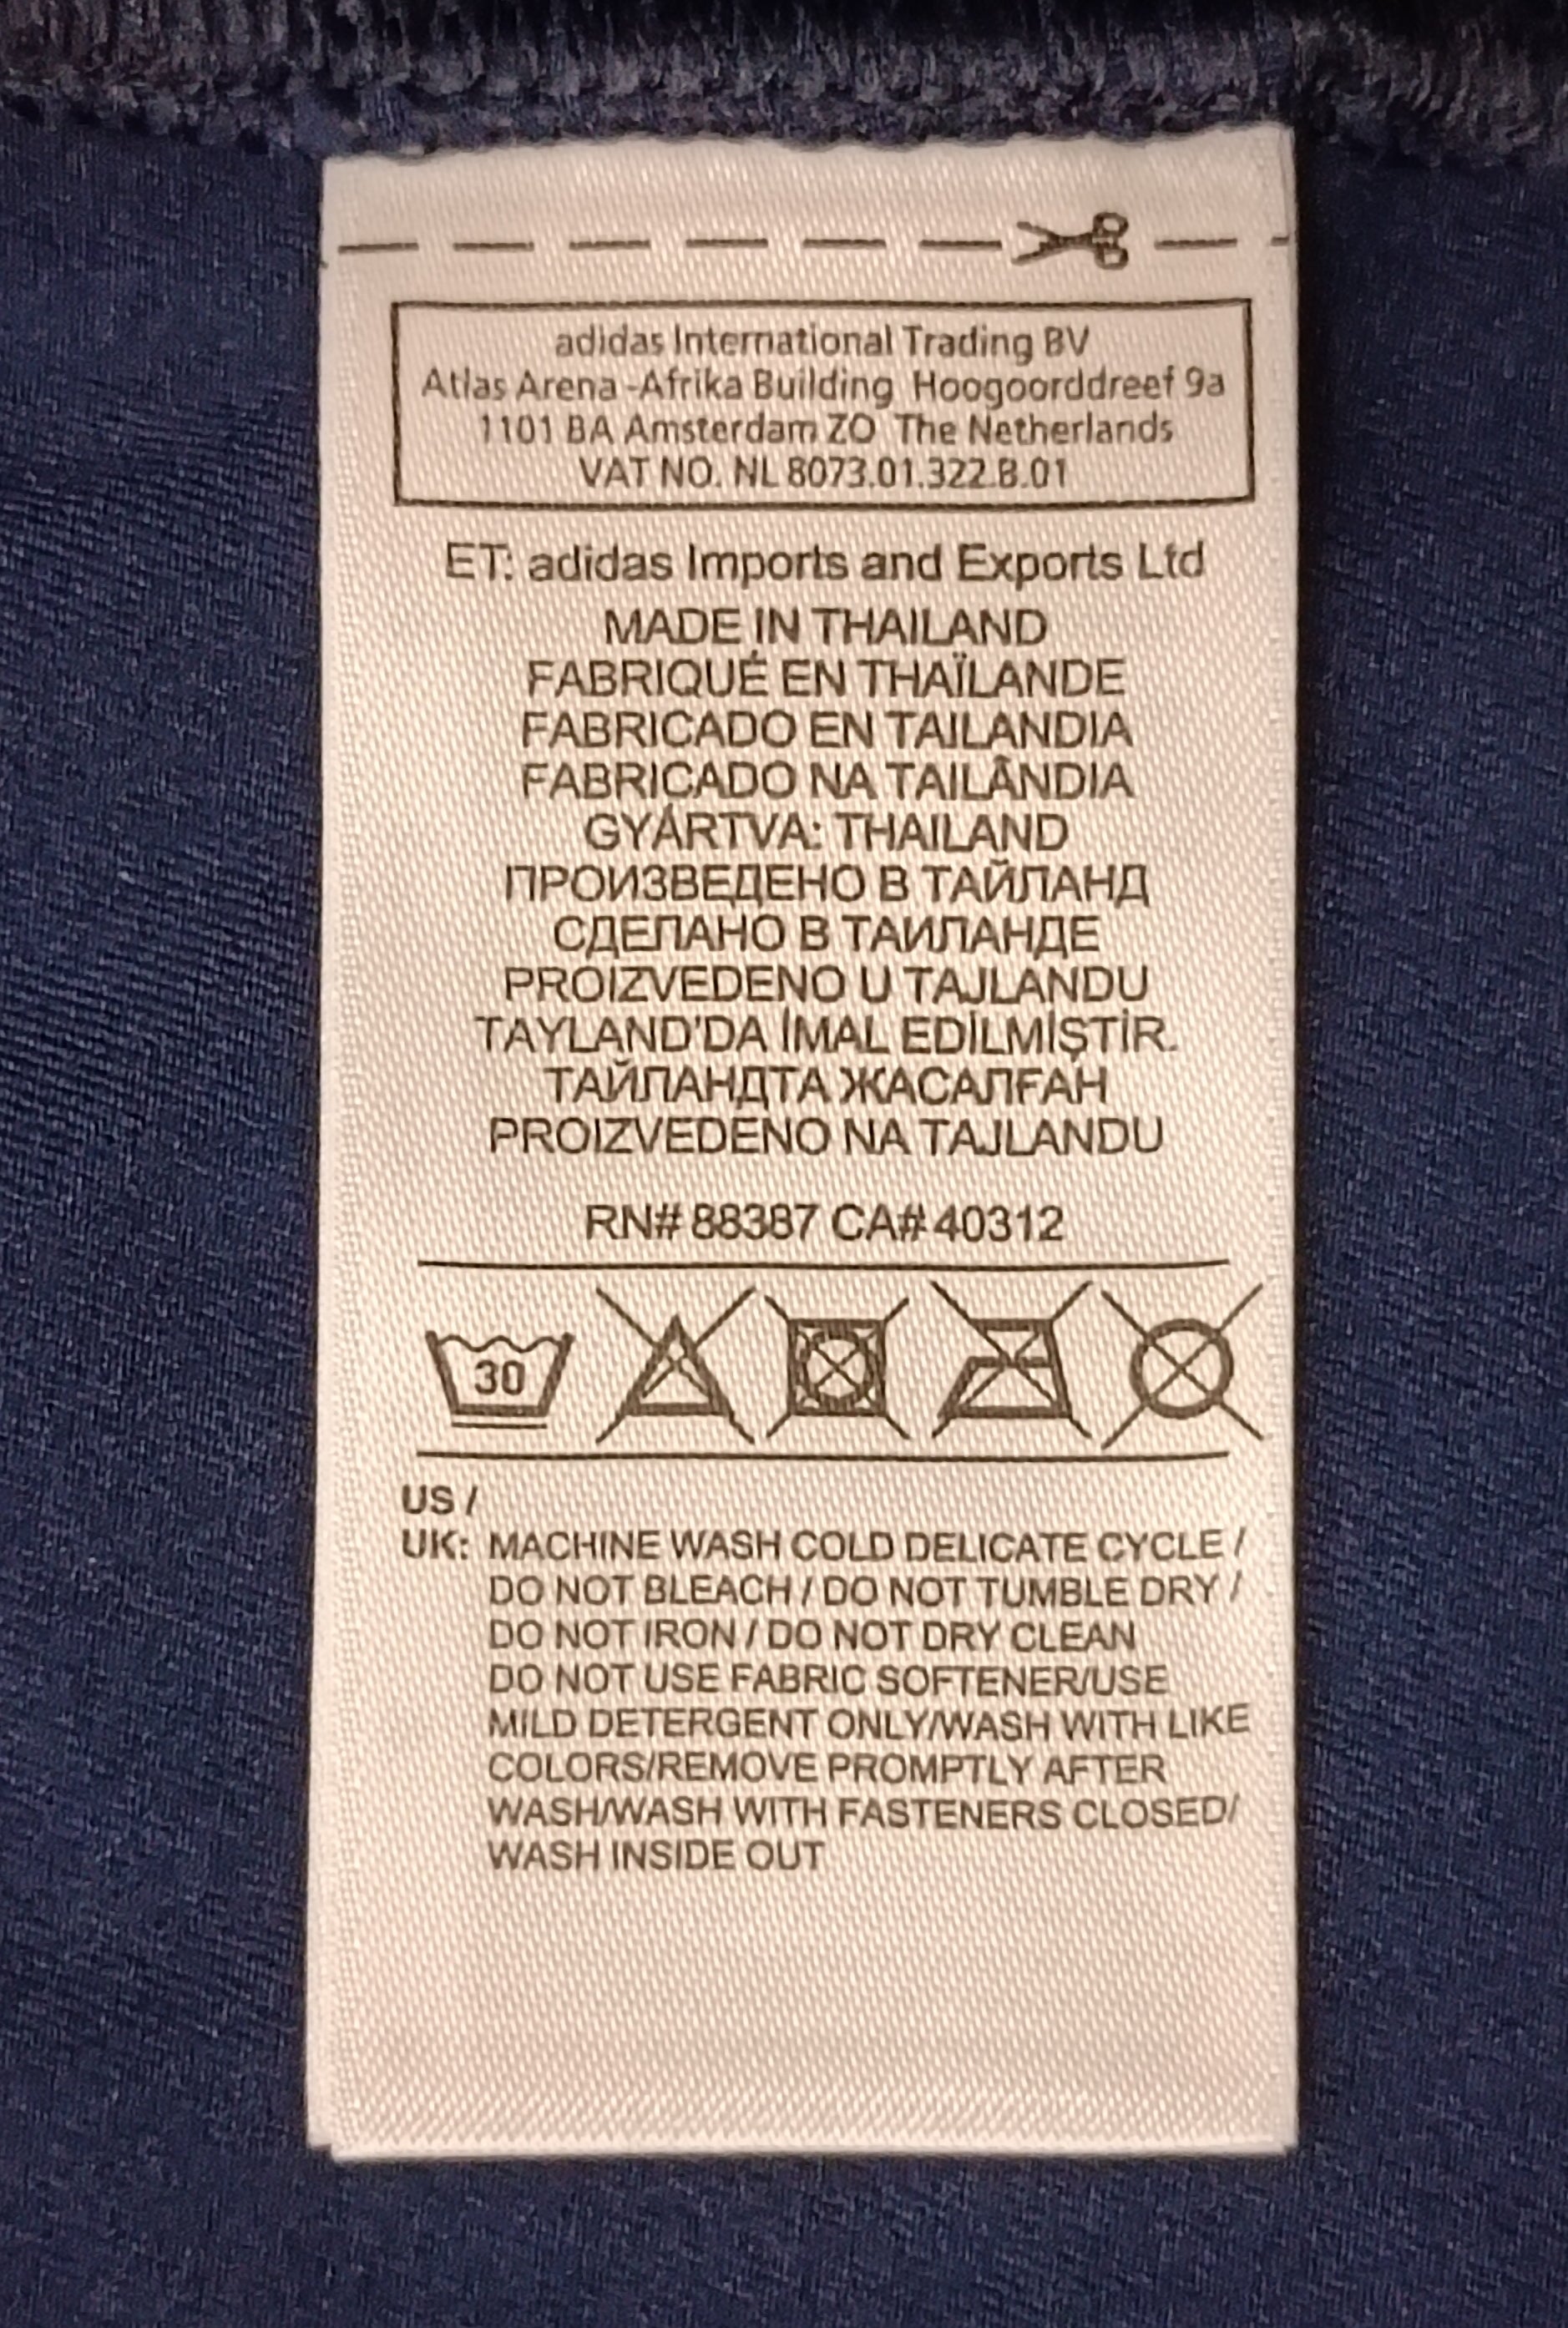 adidas International Trading BV
Atlas Arena -Afrika Building Hoogoorddreef 9a
1101 BA Amsterdam ZO The Netherlands
VAT NO. NL 8073.01.322.B.01
ET: adidas Imports and Exports Ltd
MADE IN THAILAND
FABRIQUÉ EN THAÏLANDE
FABRICADO EN TAILANDIA
FABRICADO NA TAILÂNDIA
GYÁRTVA: THAILAND
ПРОИЗВЕДЕНО В ТАЙЛАНД
СДЕЛАНО В ТАИЛАНДЕ
PROIZVEDENO U TAJLANDU
TAYLAND'DA İMAL EDİLMİŞTİR.
ТАЙЛАНДТА ЖАСАЛҒАН
PROIZVEDENO NA TAJLANDU
RN# 88387 CA# 40312
30
US /
UK: MACHINE WASH COLD DELICATE CYCLE /
DO NOT BLEACH / DO NOT TUMBLE DRY /
DO NOT IRON / DO NOT DRY CLEAN
DO NOT USE FABRIC SOFTENER/USE
MILD DETERGENT ONLY/WASH WITH LIKE
COLORS/REMOVE PROMPTLY AFTER
WASH/WASH WITH FASTENERS CLOSED/
WASH INSIDE OUT